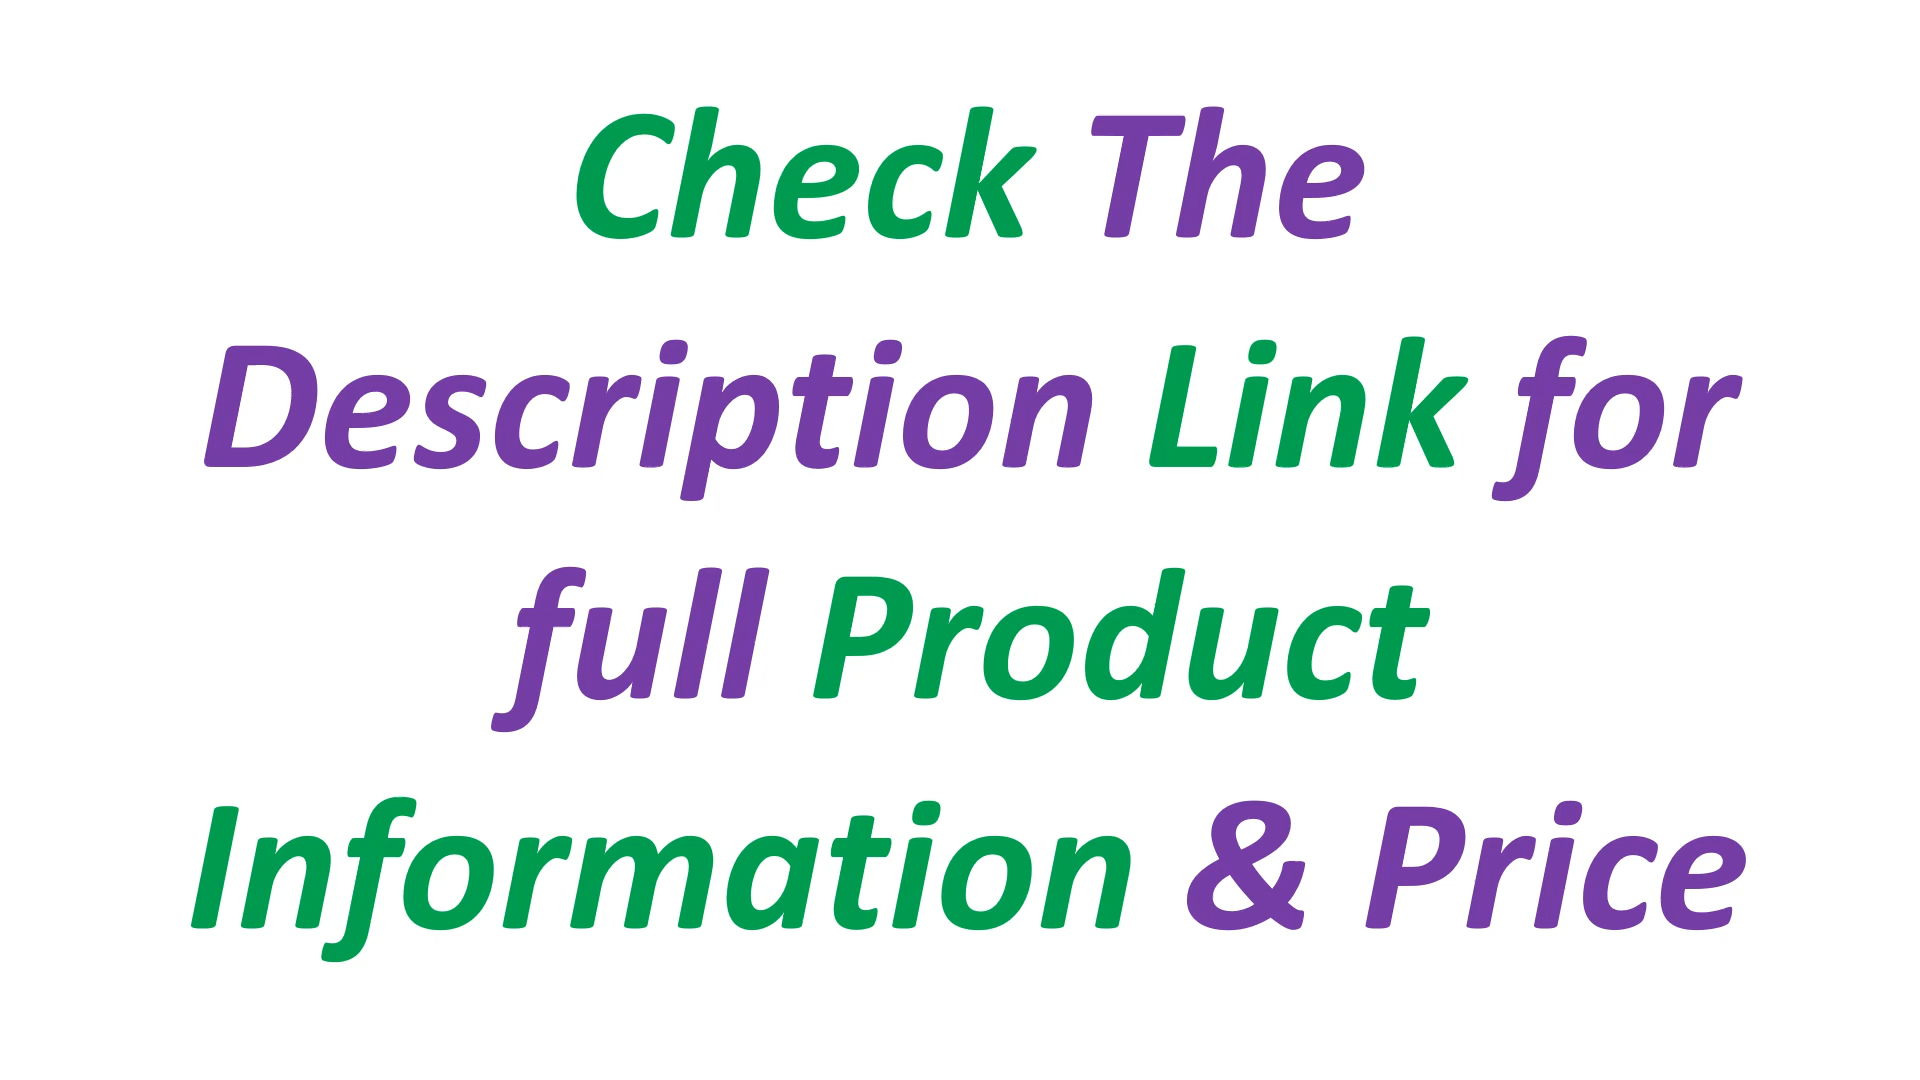 Check The
Description Link for
full Product
Information & Price